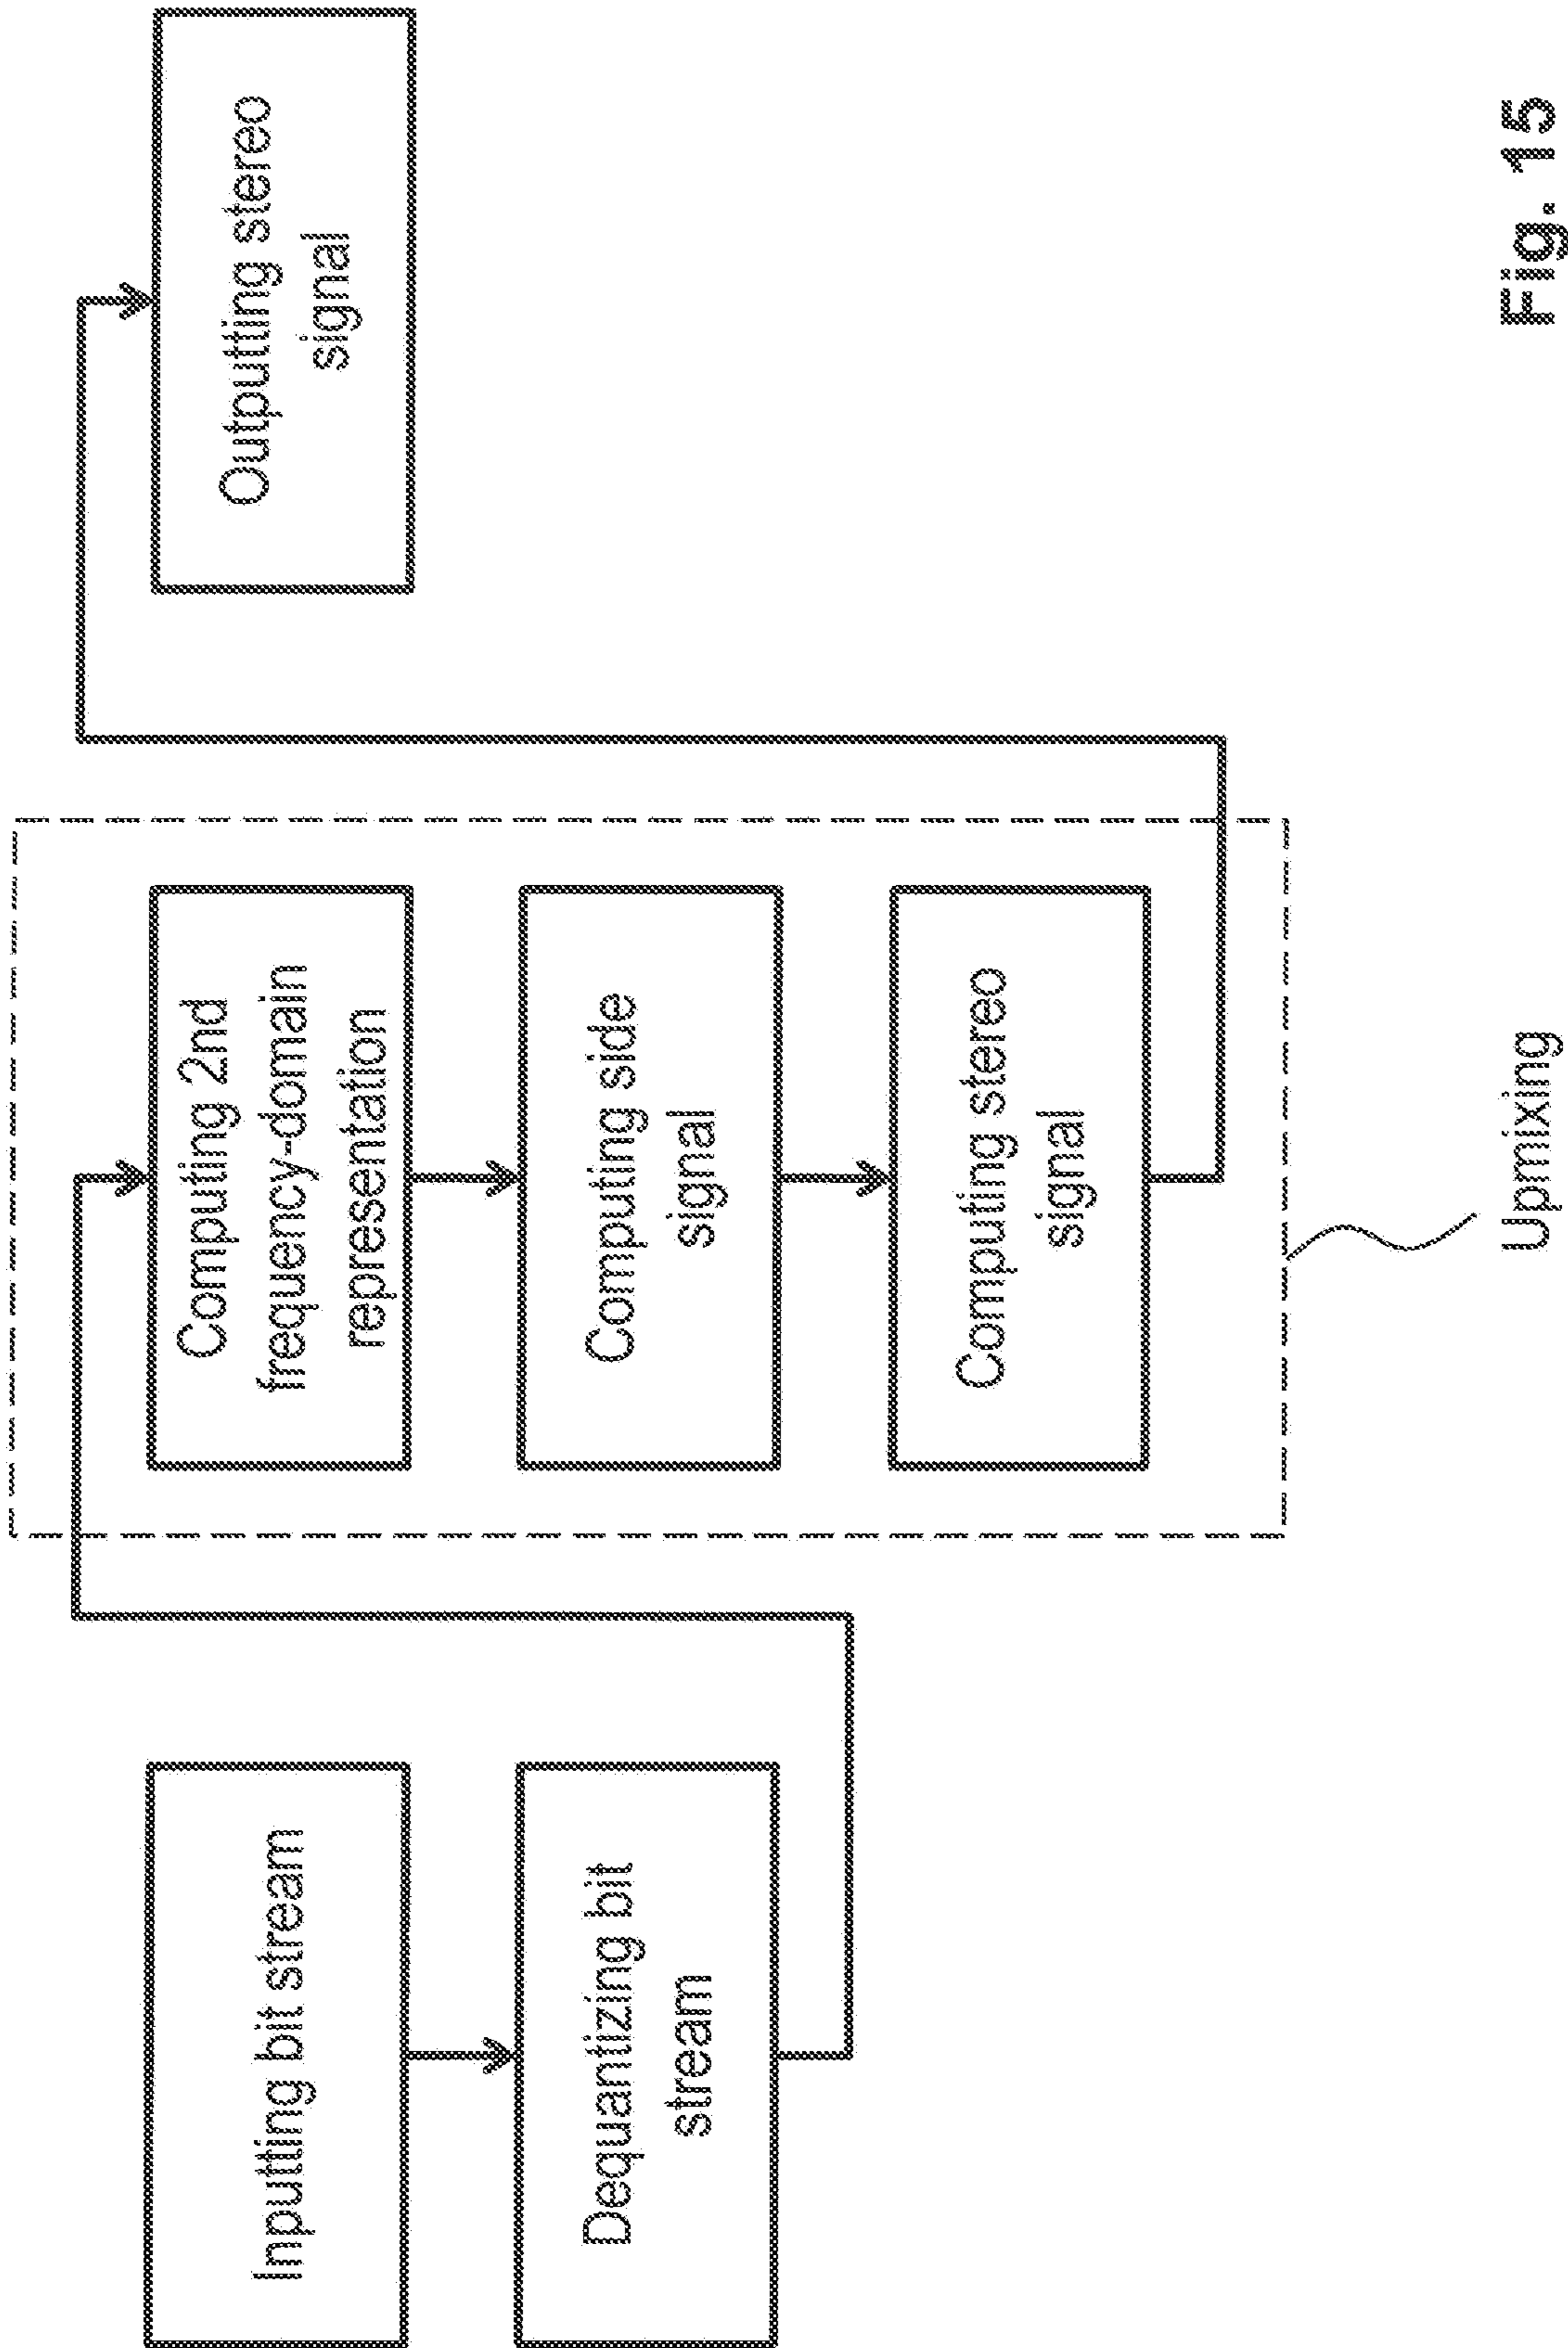 Inputting bit stream
Dequantizing bit
stream
Computing 2nd
frequency-domain
representation
Computing side
signal
Computing stereo
signal
Outputting stereo
signal
Upmixing
Fig. 15